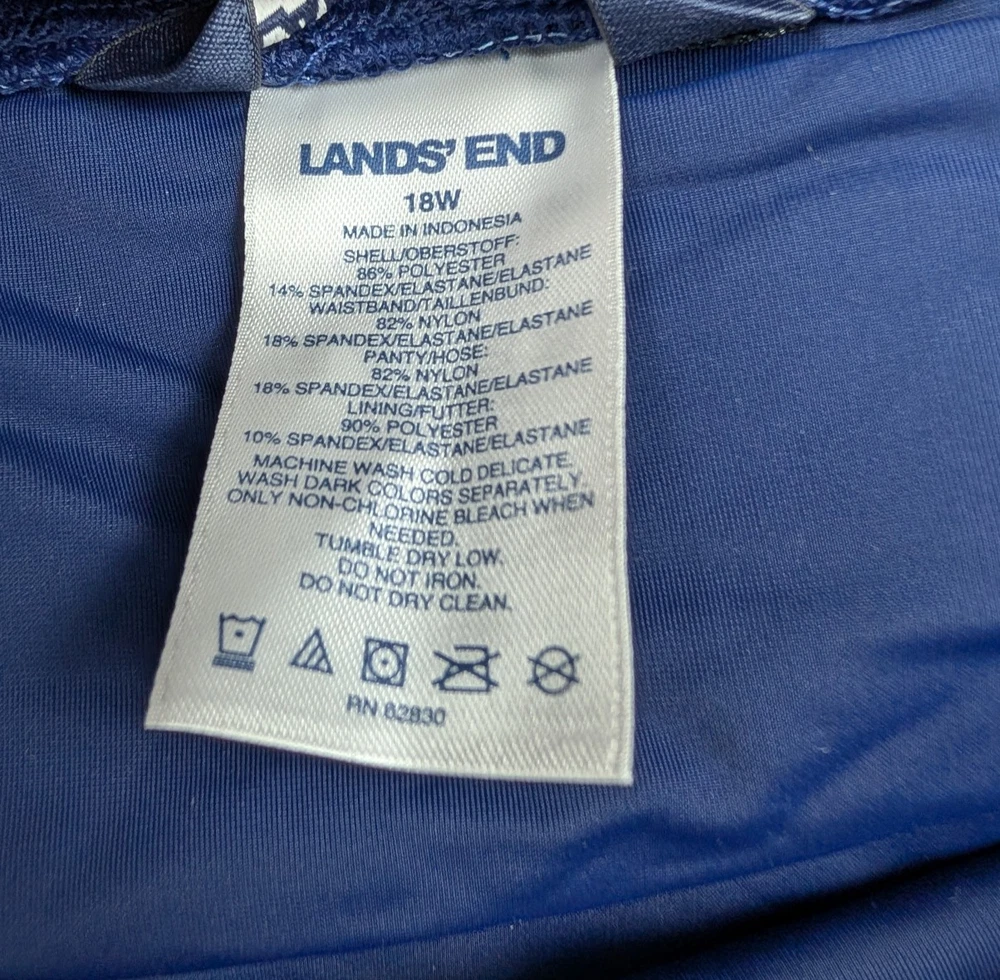 LANDS' END
18W
MADE IN INDONESIA
SHELL/OBERSTOFF:
86% POLYESTER
14% SPANDEX/ELASTANE/ELASTANE
WAISTBAND/TAILLENBUND:
82% NYLON
18% SPANDEX/ELASTANE/ELASTANE
PANTY/HOSE:
82% NYLON
18% SPANDEX/ELASTANE/ELASTANE
LINING/FUTTER:
90% POLYESTER
10% SPANDEX/ELASTANE/ELASTANE
MACHINE WASH COLD DELICATE.
WASH DARK COLORS SEPARATELY.
ONLY NON-CHLORINE BLEACH WHEN
NEEDED.
TUMBLE DRY LOW.
DO NOT IRON.
DO NOT DRY CLEAN.
RN 62830